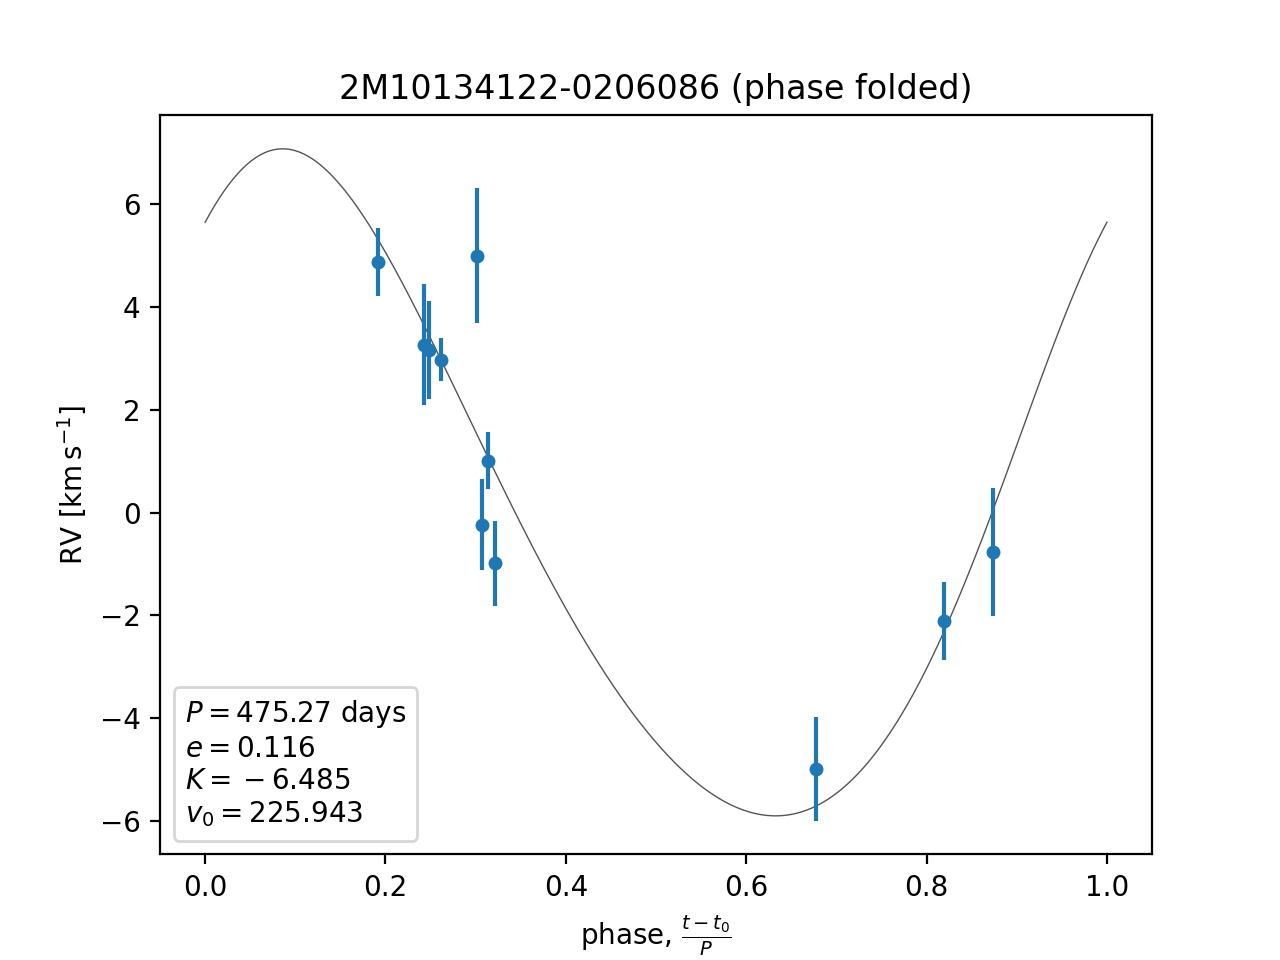 2M10134122-0206086 (phase folded)
RV [km s⁻¹]
6
4
2
0
−2
−4
−6
P = 475.27 days
e = 0.116
K = −6.485
v₀ = 225.943
0.0 0.2 0.4 0.6 0.8 1.0
phase, (t − t₀)/P